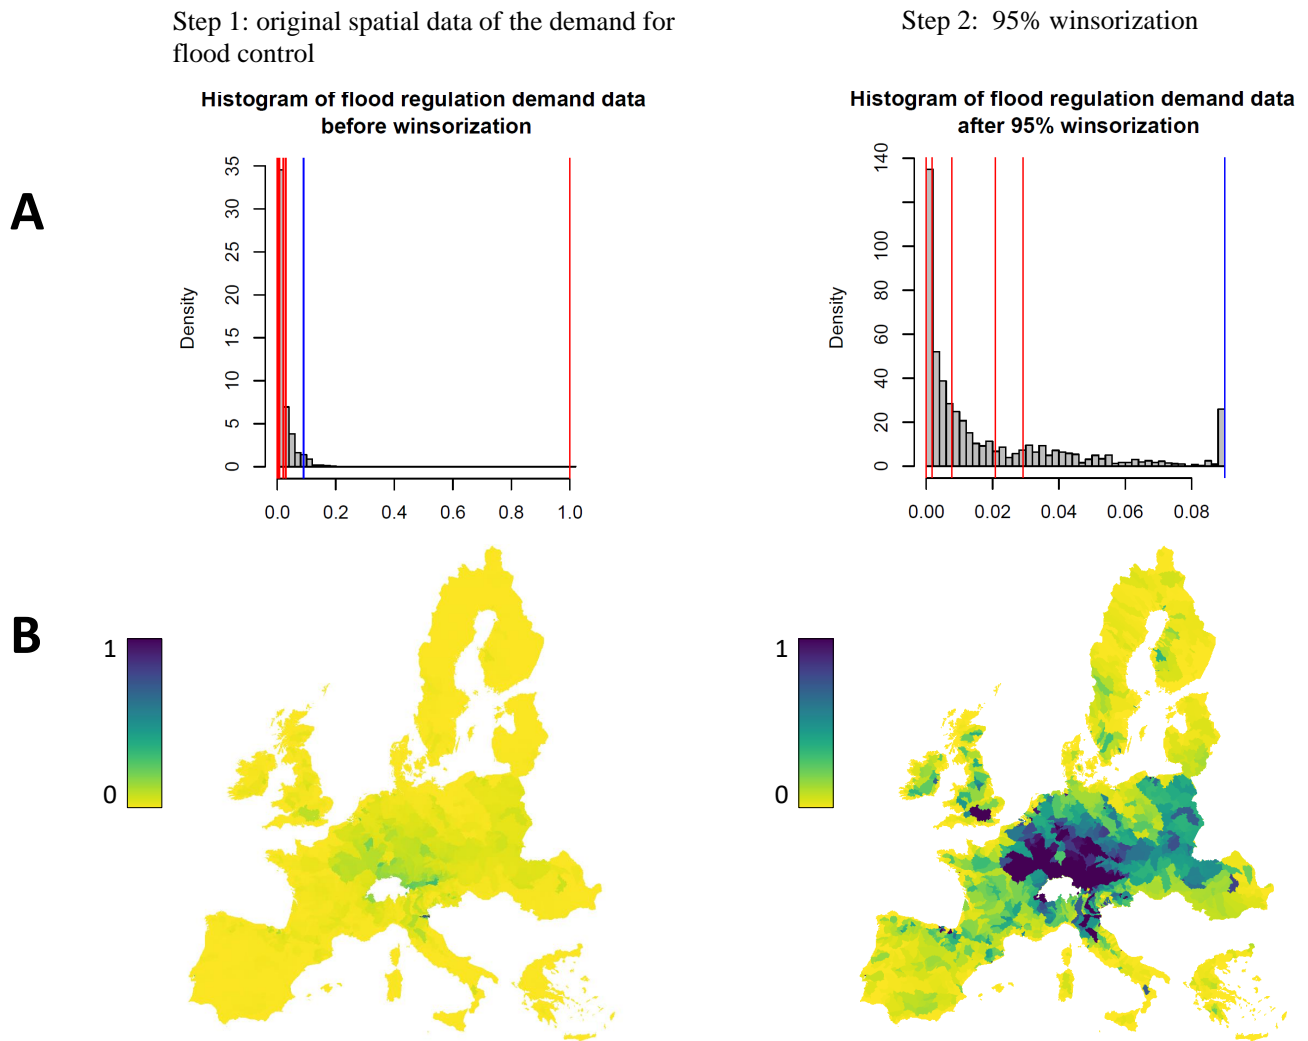 Step 1: original spatial data of the demand for
flood control
Step 2:  95% winsorization
Histogram of flood regulation demand data
before winsorization
Histogram of flood regulation demand data
after 95% winsorization
A
Density
35
30
25
20
15
10
5
0
0.0 0.2 0.4 0.6 0.8 1.0
Density
140
100
80
60
40
20
0
0.00 0.02 0.04 0.06 0.08
B
1
0
1
0